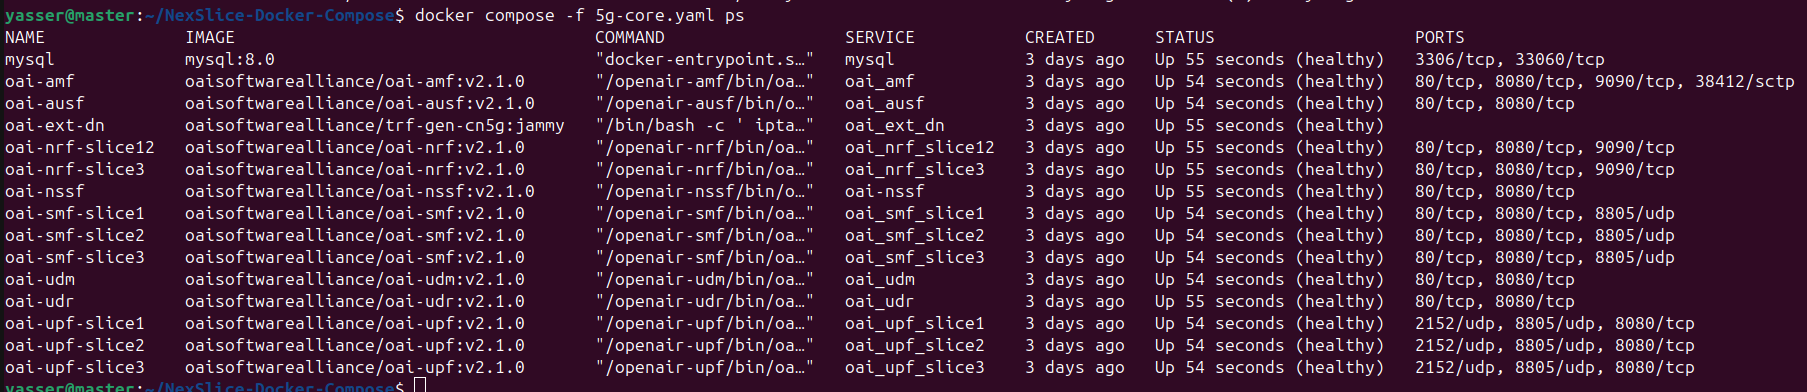 yasser@master:~/NexSlice-Docker-Compose$ docker compose -f 5g-core.yaml ps
NAME IMAGE COMMAND SERVICE CREATED STATUS PORTS
mysql mysql:8.0 "docker-entrypoint.s…" mysql 3 days ago Up 55 seconds (healthy) 3306/tcp, 33060/tcp
oai-amf oaisoftwarealliance/oai-amf:v2.1.0 "/openair-amf/bin/oa…" oai_amf 3 days ago Up 54 seconds (healthy) 80/tcp, 8080/tcp, 9090/tcp, 38412/sctp
oai-ausf oaisoftwarealliance/oai-ausf:v2.1.0 "/openair-ausf/bin/o…" oai_ausf 3 days ago Up 54 seconds (healthy) 80/tcp, 8080/tcp
oai-ext-dn oaisoftwarealliance/trf-gen-cn5g:jammy "/bin/bash -c ' ipta…" oai_ext_dn 3 days ago Up 55 seconds (healthy)
oai-nrf-slice12 oaisoftwarealliance/oai-nrf:v2.1.0 "/openair-nrf/bin/oa…" oai_nrf_slice12 3 days ago Up 55 seconds (healthy) 80/tcp, 8080/tcp, 9090/tcp
oai-nrf-slice3 oaisoftwarealliance/oai-nrf:v2.1.0 "/openair-nrf/bin/oa…" oai_nrf_slice3 3 days ago Up 55 seconds (healthy) 80/tcp, 8080/tcp, 9090/tcp
oai-nssf oaisoftwarealliance/oai-nssf:v2.1.0 "/openair-nssf/bin/o…" oai-nssf 3 days ago Up 55 seconds (healthy) 80/tcp, 8080/tcp
oai-smf-slice1 oaisoftwarealliance/oai-smf:v2.1.0 "/openair-smf/bin/oa…" oai_smf_slice1 3 days ago Up 54 seconds (healthy) 80/tcp, 8080/tcp, 8805/udp
oai-smf-slice2 oaisoftwarealliance/oai-smf:v2.1.0 "/openair-smf/bin/oa…" oai_smf_slice2 3 days ago Up 54 seconds (healthy) 80/tcp, 8080/tcp, 8805/udp
oai-smf-slice3 oaisoftwarealliance/oai-smf:v2.1.0 "/openair-smf/bin/oa…" oai_smf_slice3 3 days ago Up 54 seconds (healthy) 80/tcp, 8080/tcp, 8805/udp
oai-udm oaisoftwarealliance/oai-udm:v2.1.0 "/openair-udm/bin/oa…" oai_udm 3 days ago Up 54 seconds (healthy) 80/tcp, 8080/tcp
oai-udr oaisoftwarealliance/oai-udr:v2.1.0 "/openair-udr/bin/oa…" oai_udr 3 days ago Up 55 seconds (healthy) 80/tcp, 8080/tcp
oai-upf-slice1 oaisoftwarealliance/oai-upf:v2.1.0 "/openair-upf/bin/oa…" oai_upf_slice1 3 days ago Up 54 seconds (healthy) 2152/udp, 8805/udp, 8080/tcp
oai-upf-slice2 oaisoftwarealliance/oai-upf:v2.1.0 "/openair-upf/bin/oa…" oai_upf_slice2 3 days ago Up 54 seconds (healthy) 2152/udp, 8805/udp, 8080/tcp
oai-upf-slice3 oaisoftwarealliance/oai-upf:v2.1.0 "/openair-upf/bin/oa…" oai_upf_slice3 3 days ago Up 54 seconds (healthy) 2152/udp, 8805/udp, 8080/tcp
yasser@master:~/NexSlice-Docker-Compose$